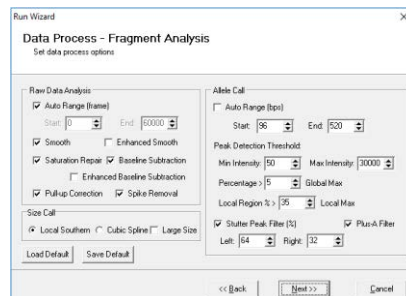 Run Wizard
Data Process - Fragment Analysis
Set data process options
Raw Data Analysis
Auto Range (frame)
Start: 0 End: 60000
Smooth Enhanced Smooth
Saturation Repair Baseline Subtraction
Enhanced Baseline Subtraction
Pull-up Correction Spike Removal
Size Call
Local Southern Cubic Spline Large Size
Load Default Save Default
Allele Call
Auto Range (bps)
Start: 96 End: 520
Peak Detection Threshold:
Min Intensity: 50 Max Intensity: 30000
Percentage > 5 Global Max
Local Region % > 35 Local Max
Stutter Peak Filter (%) Plus-A Filter
Left: 64 Right: 32
<< Back Next >> Cancel